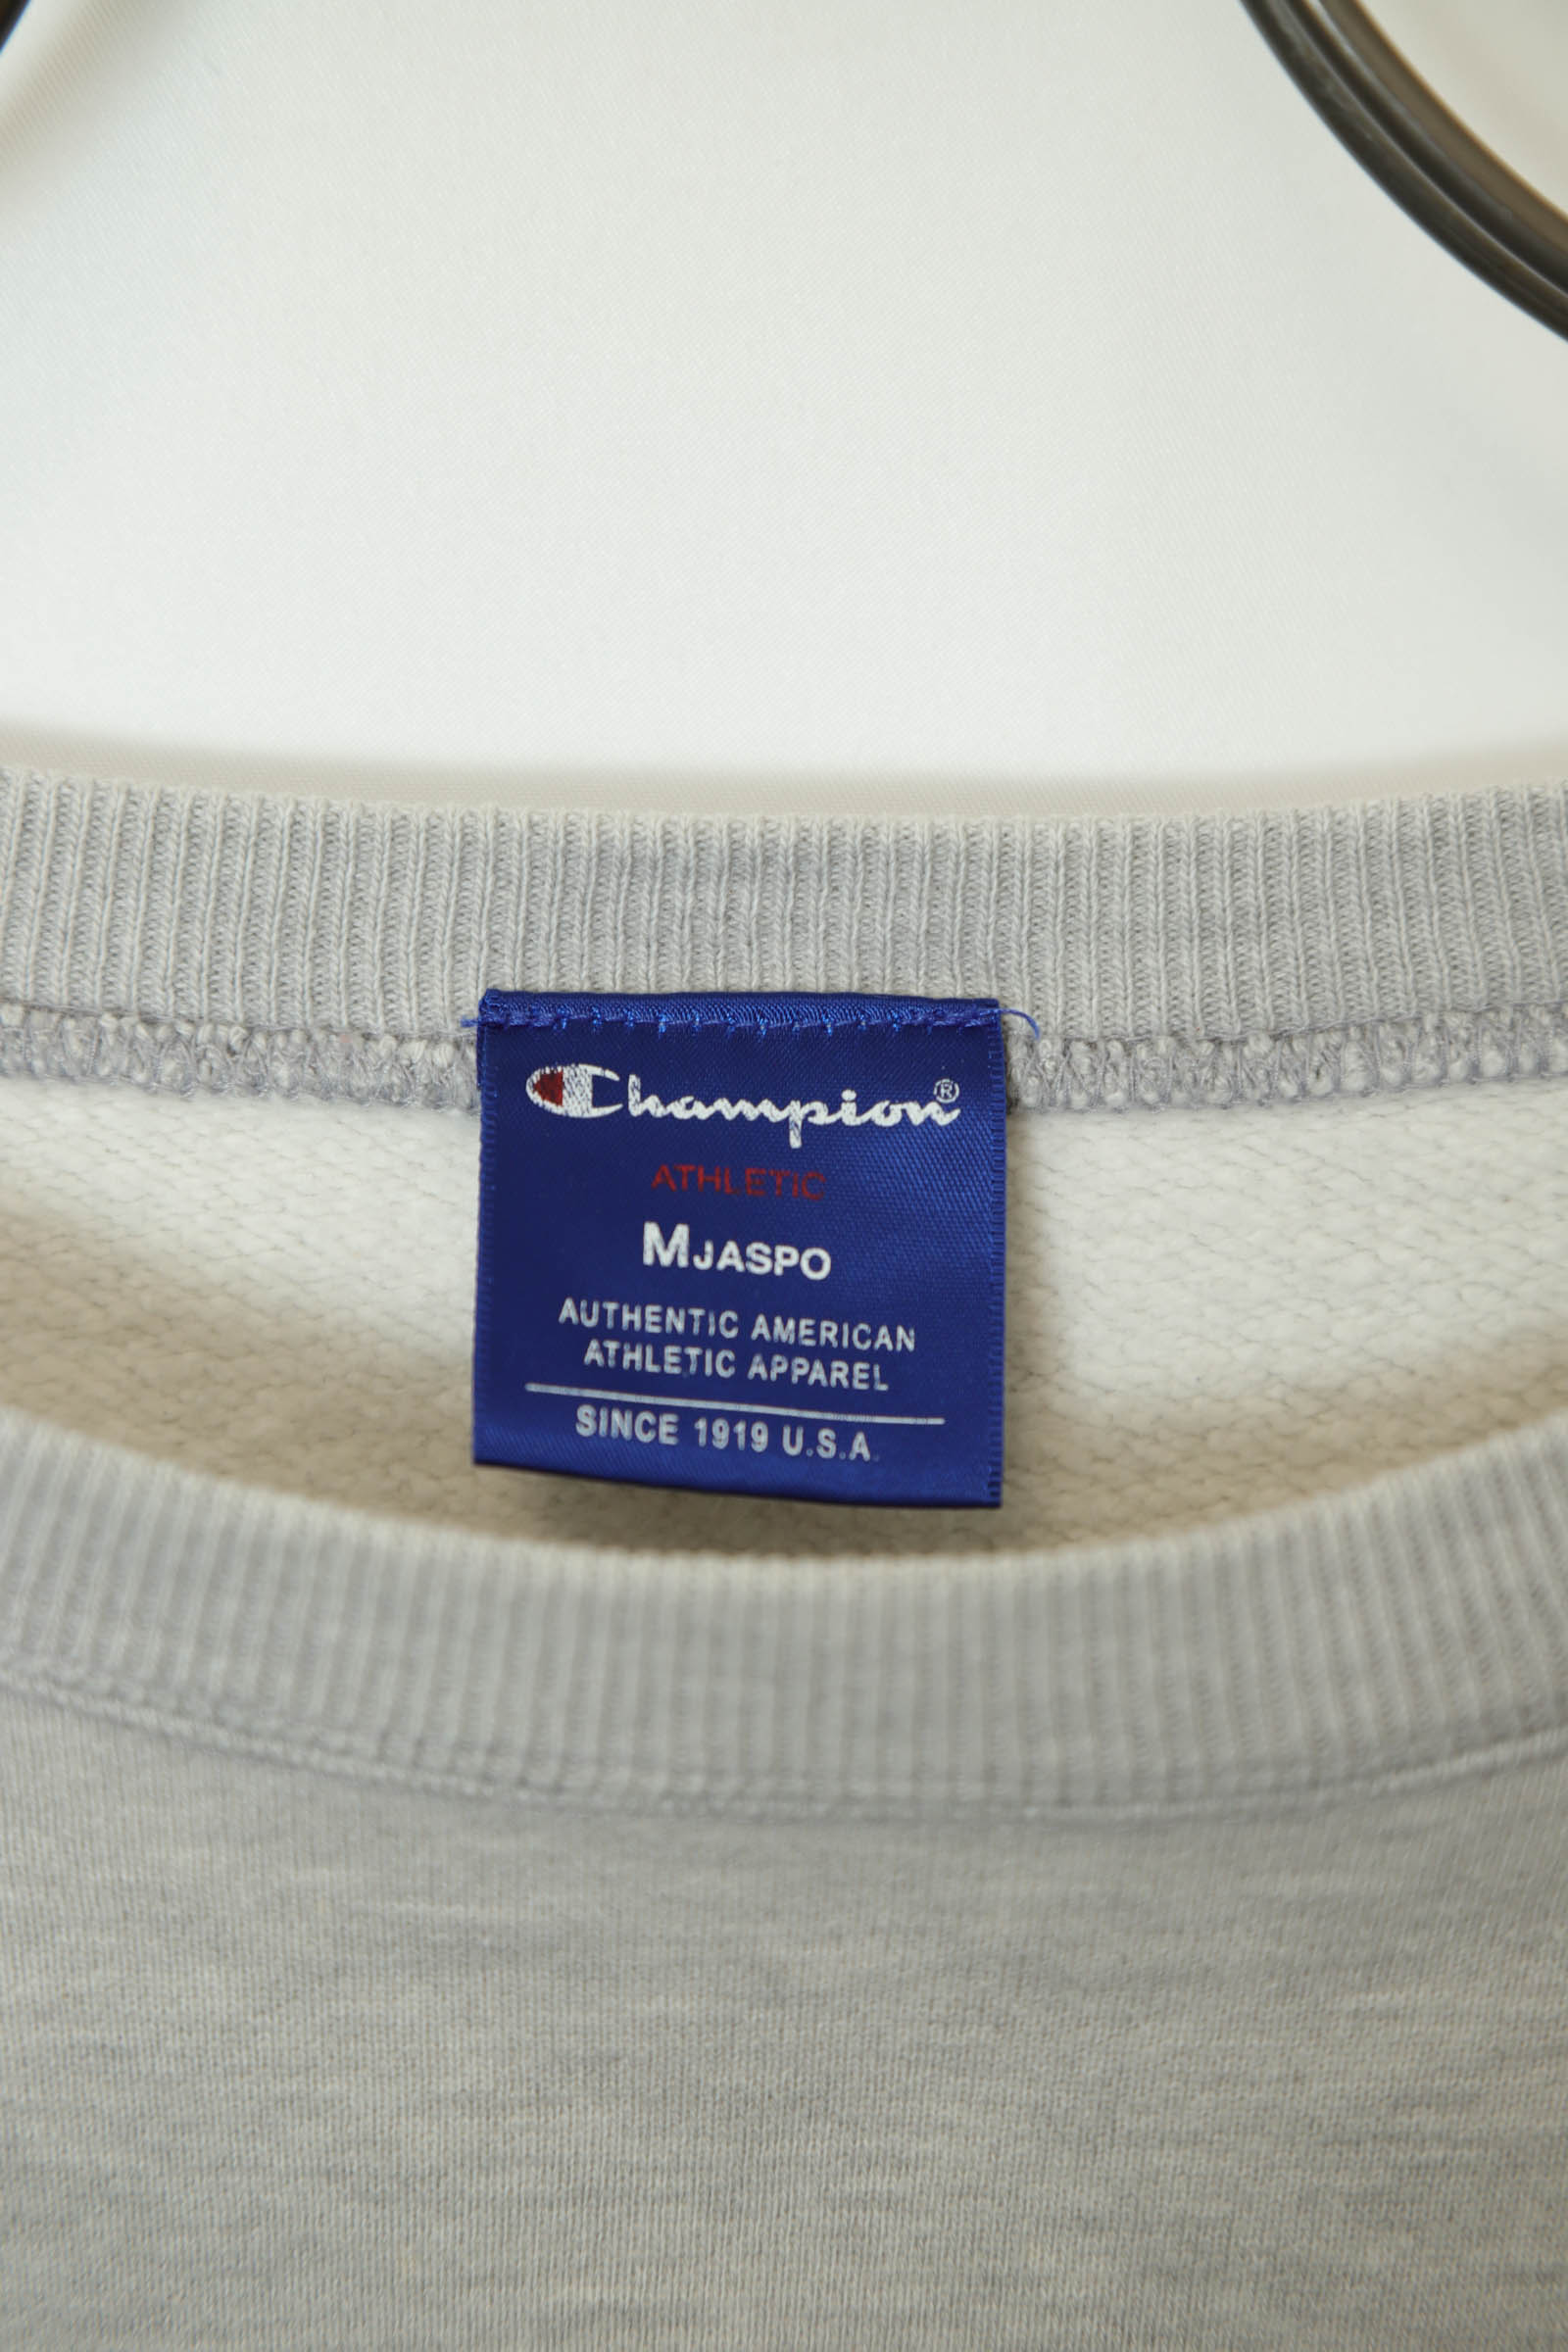 Champion®
ATHLETIC
MJASPO
AUTHENTIC AMERICAN
ATHLETIC APPAREL
SINCE 1919 U.S.A.